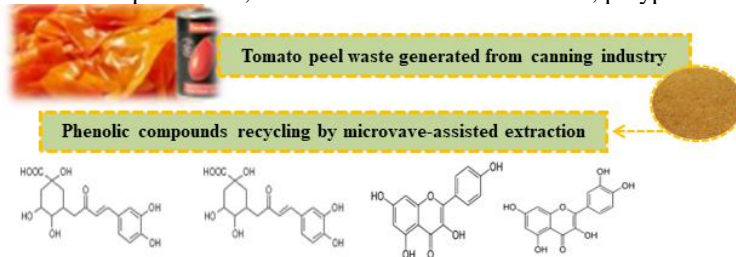 Tomato peel waste generated from canning industry
Phenolic compounds recycling by microvave-assisted extraction
HOOC OH
O
OH
HO
OH
OH
HOOC OH
O
OH
HO
OH
OH
OH
HO
O
OH
OH O
OH
OH
HO
O
OH
OH O